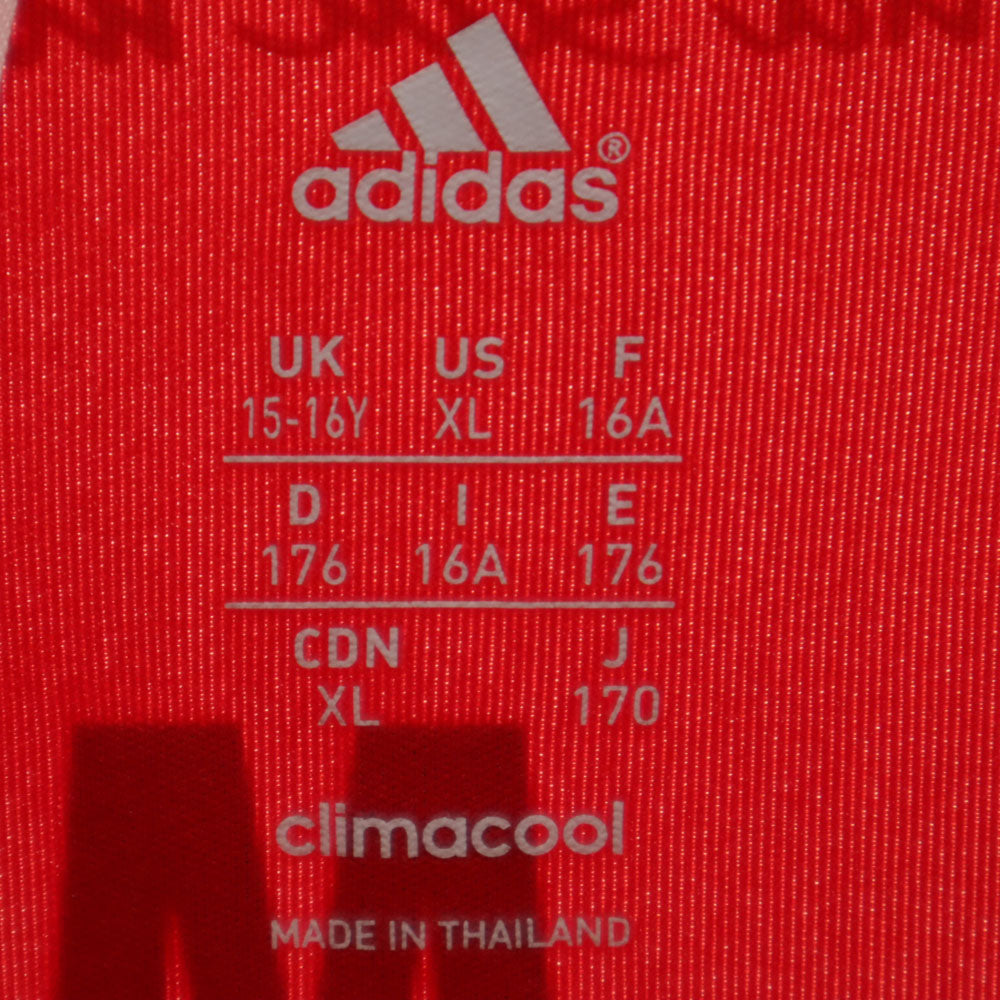 adidas®
UK US F
15-16Y XL 16A
D I E
176 16A 176
CDN J
XL 170
climacool
MADE IN THAILAND